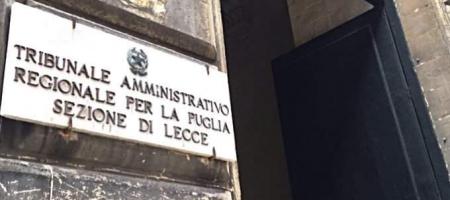 TRIBUNALE AMMINISTRATIVO
REGIONALE PER LA PUGLIA
SEZIONE DI LECCE